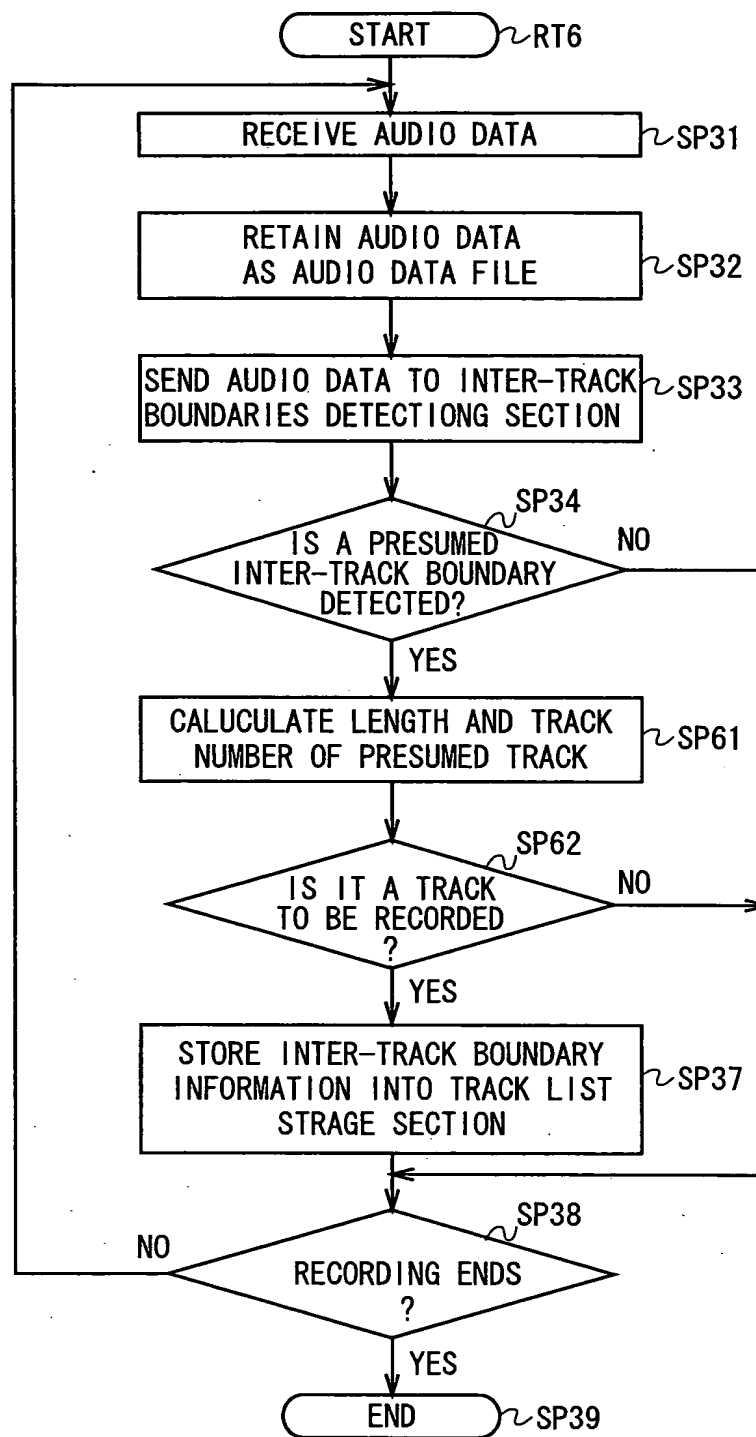 START
RT6
RECEIVE AUDIO DATA
SP31
RETAIN AUDIO DATA
AS AUDIO DATA FILE
SP32
SEND AUDIO DATA TO INTER-TRACK
BOUNDARIES DETECTIONG SECTION
SP33
SP34
IS A PRESUMED
INTER-TRACK BOUNDARY
DETECTED?
NO
YES
CALUCULATE LENGTH AND TRACK
NUMBER OF PRESUMED TRACK
SP61
SP62
IS IT A TRACK
TO BE RECORDED
?
NO
YES
STORE INTER-TRACK BOUNDARY
INFORMATION INTO TRACK LIST
STRAGE SECTION
SP37
SP38
NO
RECORDING ENDS
?
YES
END
SP39